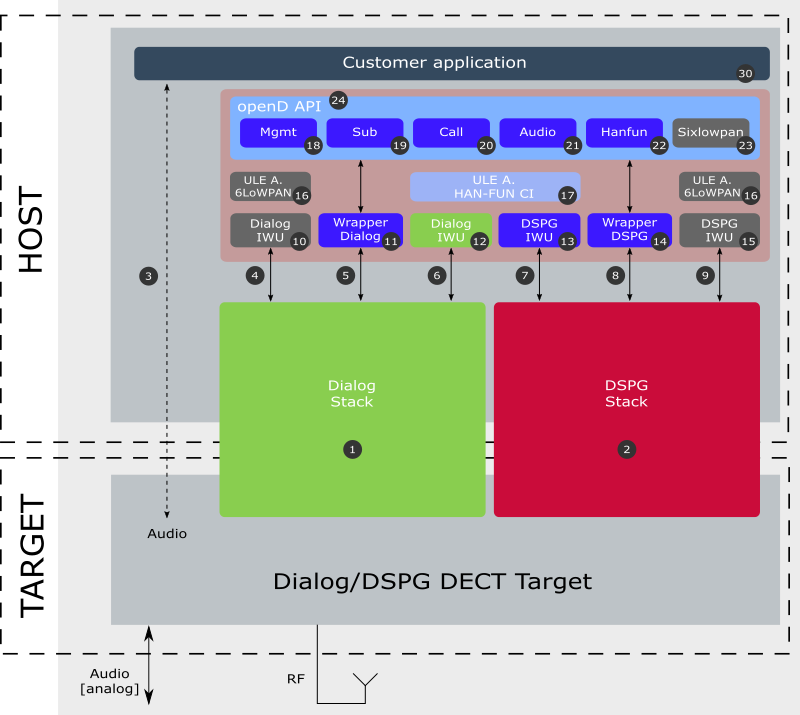 HOST
Customer application
30
openD API
24
Mgmt
18
Sub
19
Call
20
Audio
21
Hanfun
22
Sixlowpan
23
ULE A.
6LoWPAN
16
ULE A.
HAN-FUN CI
17
ULE A.
6LoWPAN
16
Dialog
IWU
10
Wrapper
Dialog
11
Dialog
IWU
12
DSPG
IWU
13
Wrapper
DSPG
14
DSPG
IWU
15
3
4
5
6
7
8
9
Dialog
Stack
1
DSPG
Stack
2
TARGET
Audio
Dialog/DSPG DECT Target
Audio
[analog]
RF